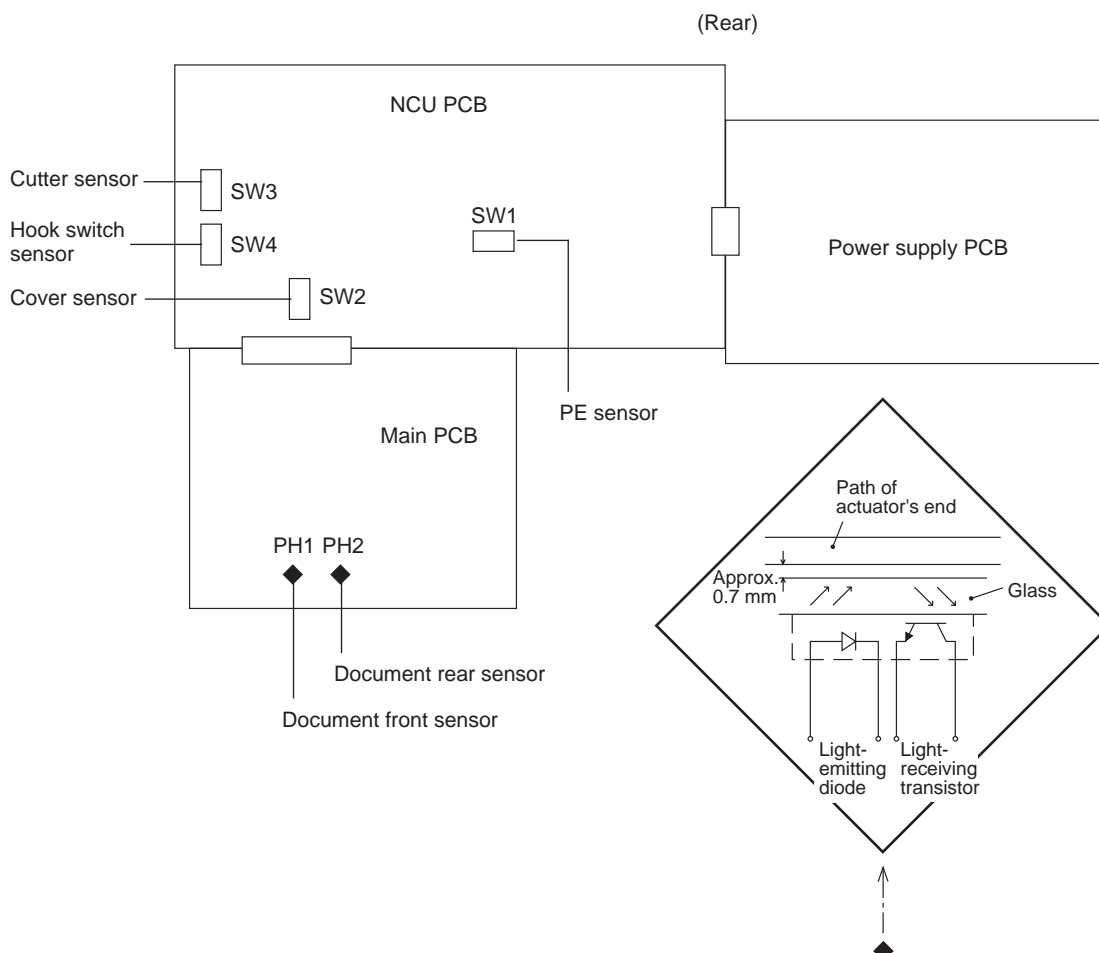 (Rear)
NCU PCB
Cutter sensor
SW3
Hook switch
sensor
SW4
SW1
Power supply PCB
Cover sensor
SW2
PE sensor
Main PCB
PH1 PH2
Document rear sensor
Document front sensor
Path of
actuator's end
Approx.
0.7 mm
Glass
Light-
emitting
diode
Light-
receiving
transistor